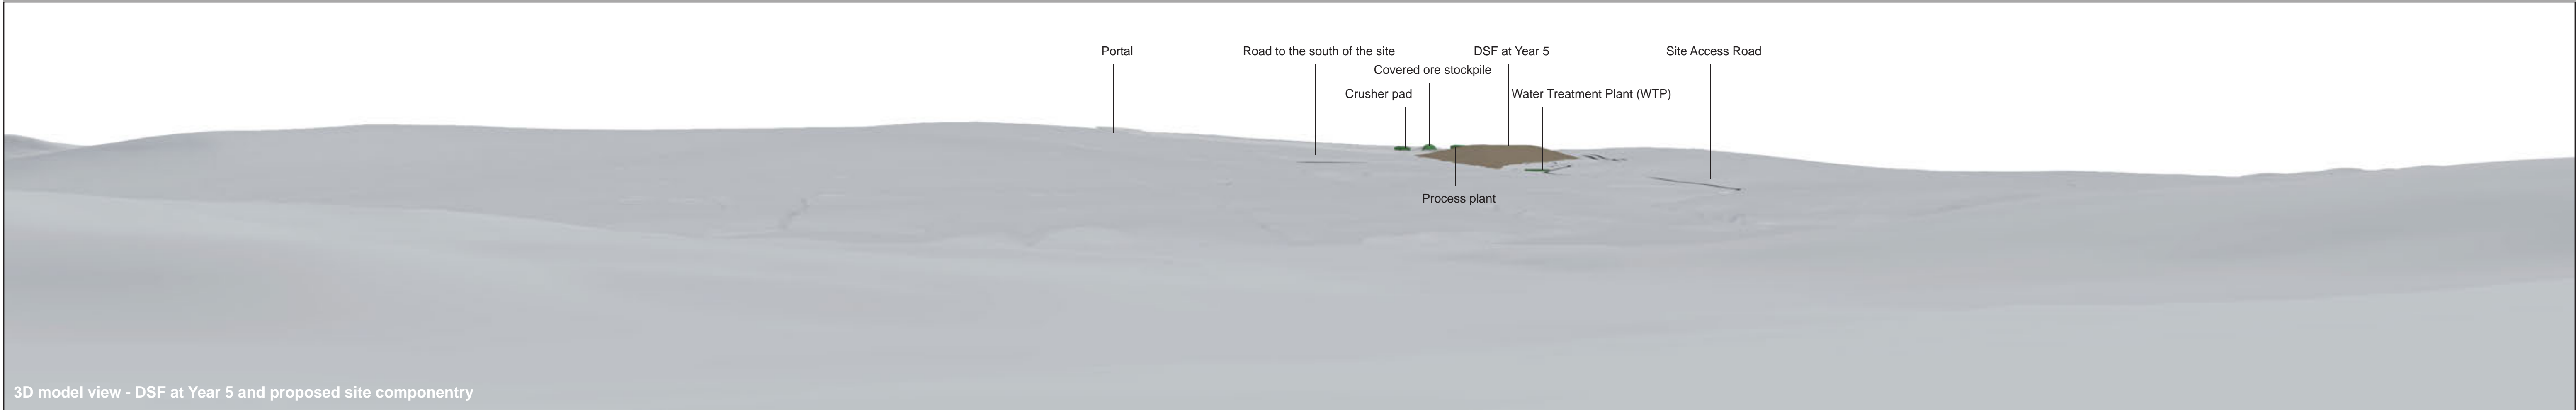 Portal
Road to the south of the site
DSF at Year 5
Site Access Road
Covered ore stockpile
Crusher pad
Water Treatment Plant (WTP)
Process plant
3D model view - DSF at Year 5 and proposed site componentry